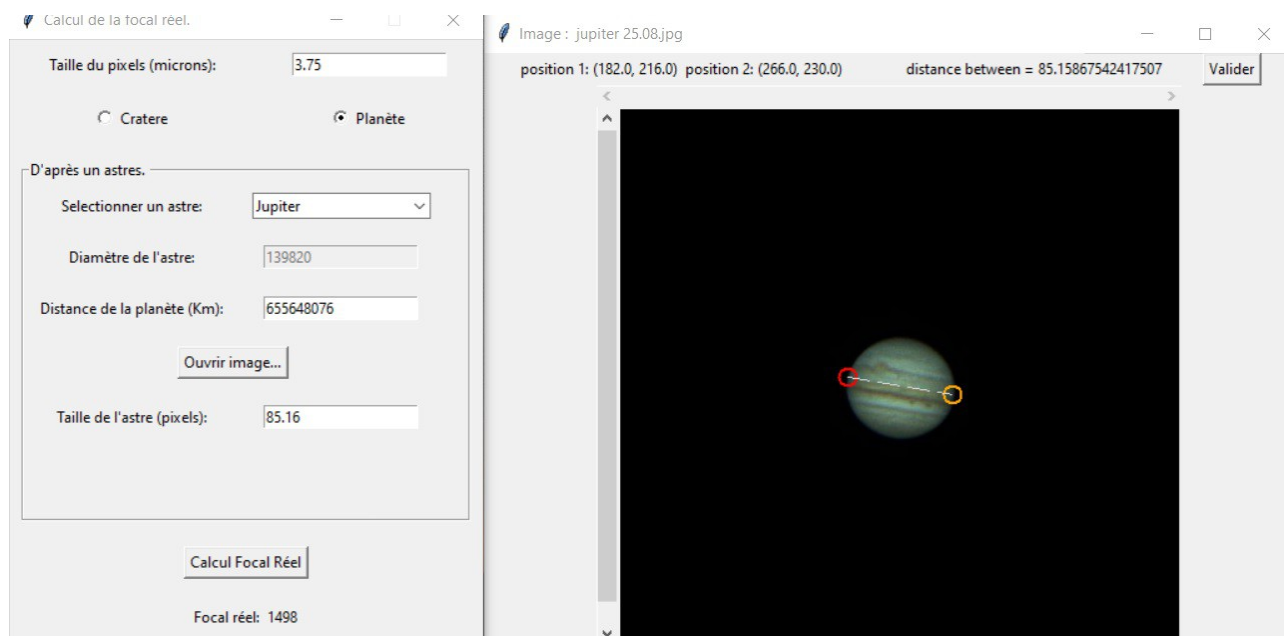 Calcul de la focal réel.
Taille du pixels (microns): 3.75
Cratere Planète
D'après un astres.
Selectionner un astre: Jupiter
Diamètre de l'astre: 139820
Distance de la planète (Km): 655648076
Ouvrir image...
Taille de l'astre (pixels): 85.16
Calcul Focal Réel
Focal réel: 1498
Image : jupiter 25.08.jpg
position 1: (182.0, 216.0) position 2: (266.0, 230.0) distance between = 85.15867542417507 Valider